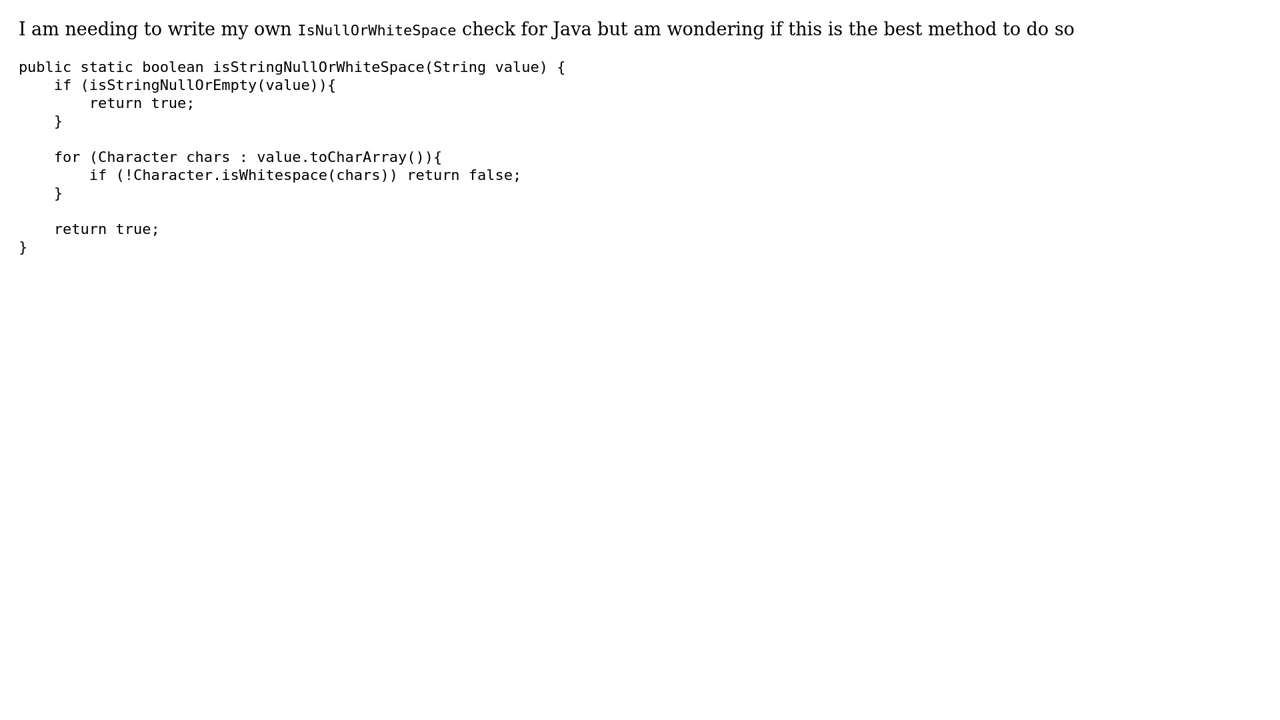 I am needing to write my own IsNullOrWhiteSpace check for Java but am wondering if this is the best method to do so
public static boolean isStringNullOrWhiteSpace(String value) {
    if (isStringNullOrEmpty(value)){
        return true;
    }
    for (Character chars : value.toCharArray()){
        if (!Character.isWhitespace(chars)) return false;
    }
    return true;
}